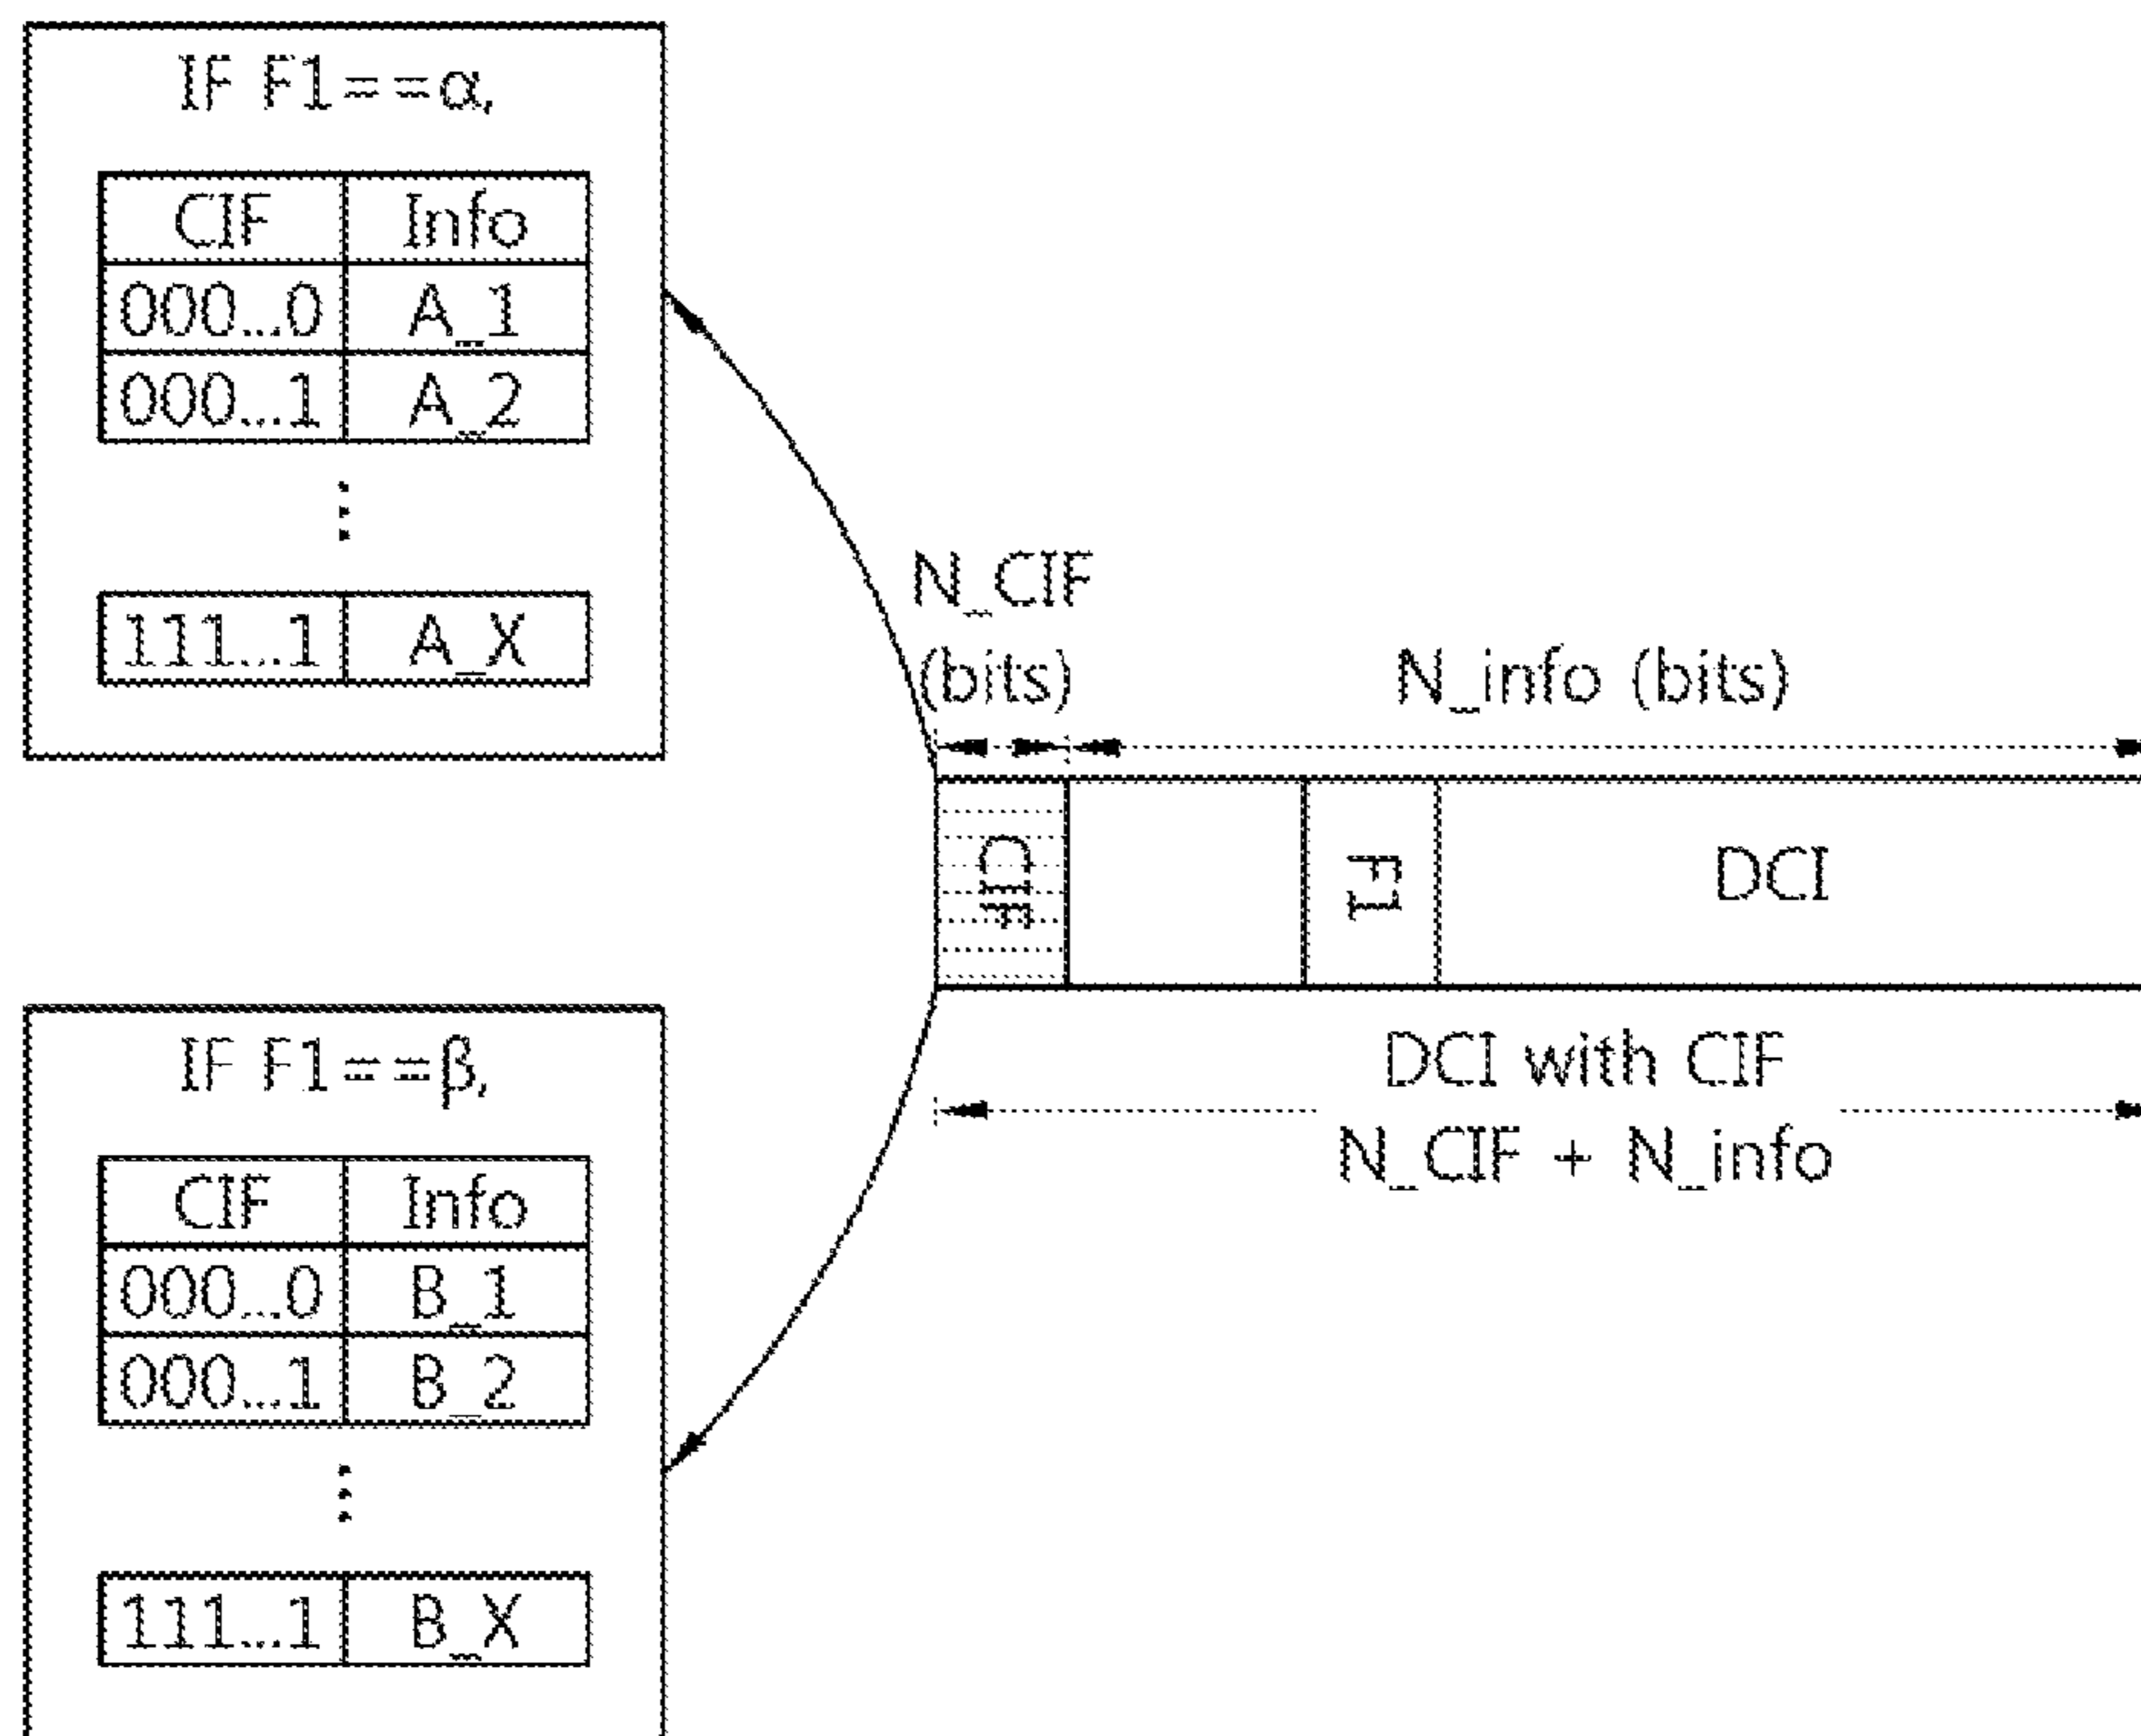 IF F1==α,
CIF Info
000...0 A_1
000...1 A_2
⋮
111...1 A_X
N_CIF
(bits)
N_info (bits)
CIF
F1
DCI
DCI with CIF
N_CIF + N_info
IF F1==β,
CIF Info
000...0 B_1
000...1 B_2
⋮
111...1 B_X